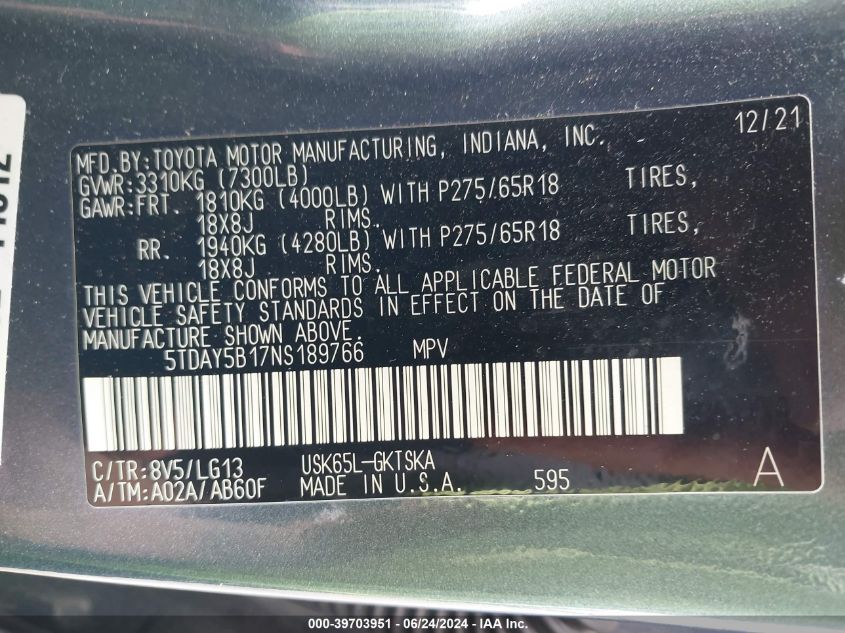 12/21
MFD. BY: TOYOTA MOTOR MANUFACTURING, INDIANA, INC.
GVWR: 3310KG (7300LB)
GAWR: FRT. 1810KG (4000LB) WITH P275/65R18 TIRES,
18X8J RIMS.
RR. 1940KG (4280LB) WITH P275/65R18 TIRES,
18X8J RIMS.
THIS VEHICLE CONFORMS TO ALL APPLICABLE FEDERAL MOTOR
VEHICLE SAFETY STANDARDS IN EFFECT ON THE DATE OF
MANUFACTURE SHOWN ABOVE.
5TDAY5B17NS189766 MPV
C/TR: 8V5/LG13 USK65L-GKTSKA
A/TM: A02A/AB60F MADE IN U.S.A. 595 A
000-39703951 - 06/24/2024 - IAA Inc.